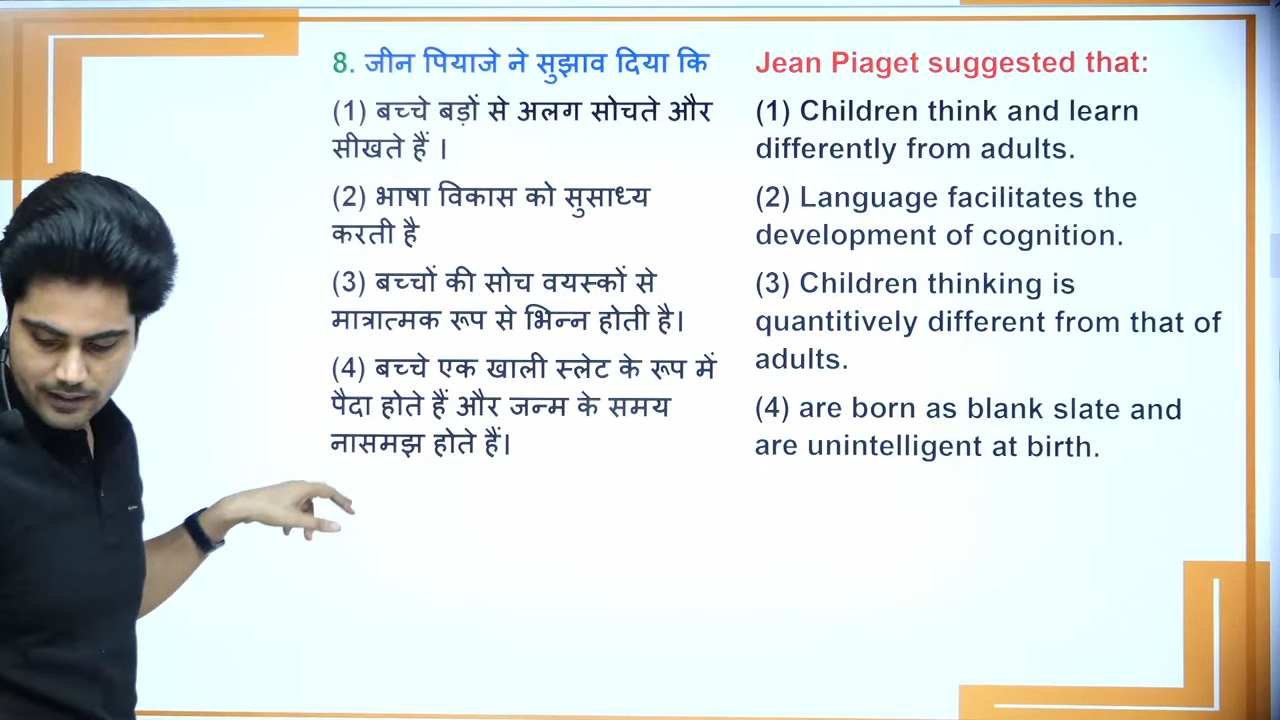 8. जीन पियाजे ने सुझाव दिया कि
(1) बच्चे बड़ों से अलग सोचते और
सीखते हैं ।
(2) भाषा विकास को सुसाध्य
करती है
(3) बच्चों की सोच वयस्कों से
मात्रात्मक रूप से भिन्न होती है।
(4) बच्चे एक खाली स्लेट के रूप में
पैदा होते हैं और जन्म के समय
नासमझ होते हैं।
Jean Piaget suggested that:
(1) Children think and learn
differently from adults.
(2) Language facilitates the
development of cognition.
(3) Children thinking is
quantitively different from that of
adults.
(4) are born as blank slate and
are unintelligent at birth.